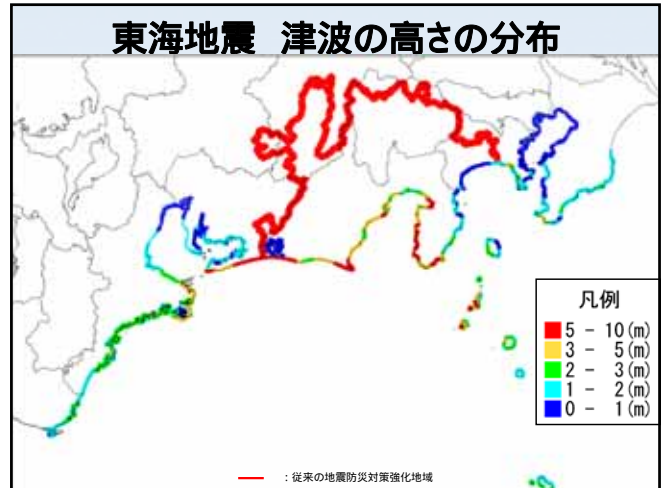 東海地震　津波の高さの分布
凡例
5 － 10(m)
3 －  5(m)
2 －  3(m)
1 －  2(m)
0 －  1(m)
：従来の地震防災対策強化地域